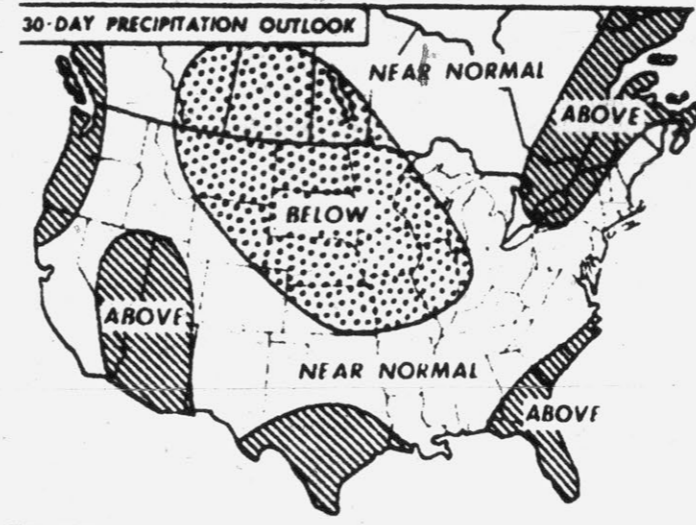 30-DAY PRECIPITATION OUTLOOK
NEAR NORMAL
ABOVE
BELOW
ABOVE
NEAR NORMAL
ABOVE